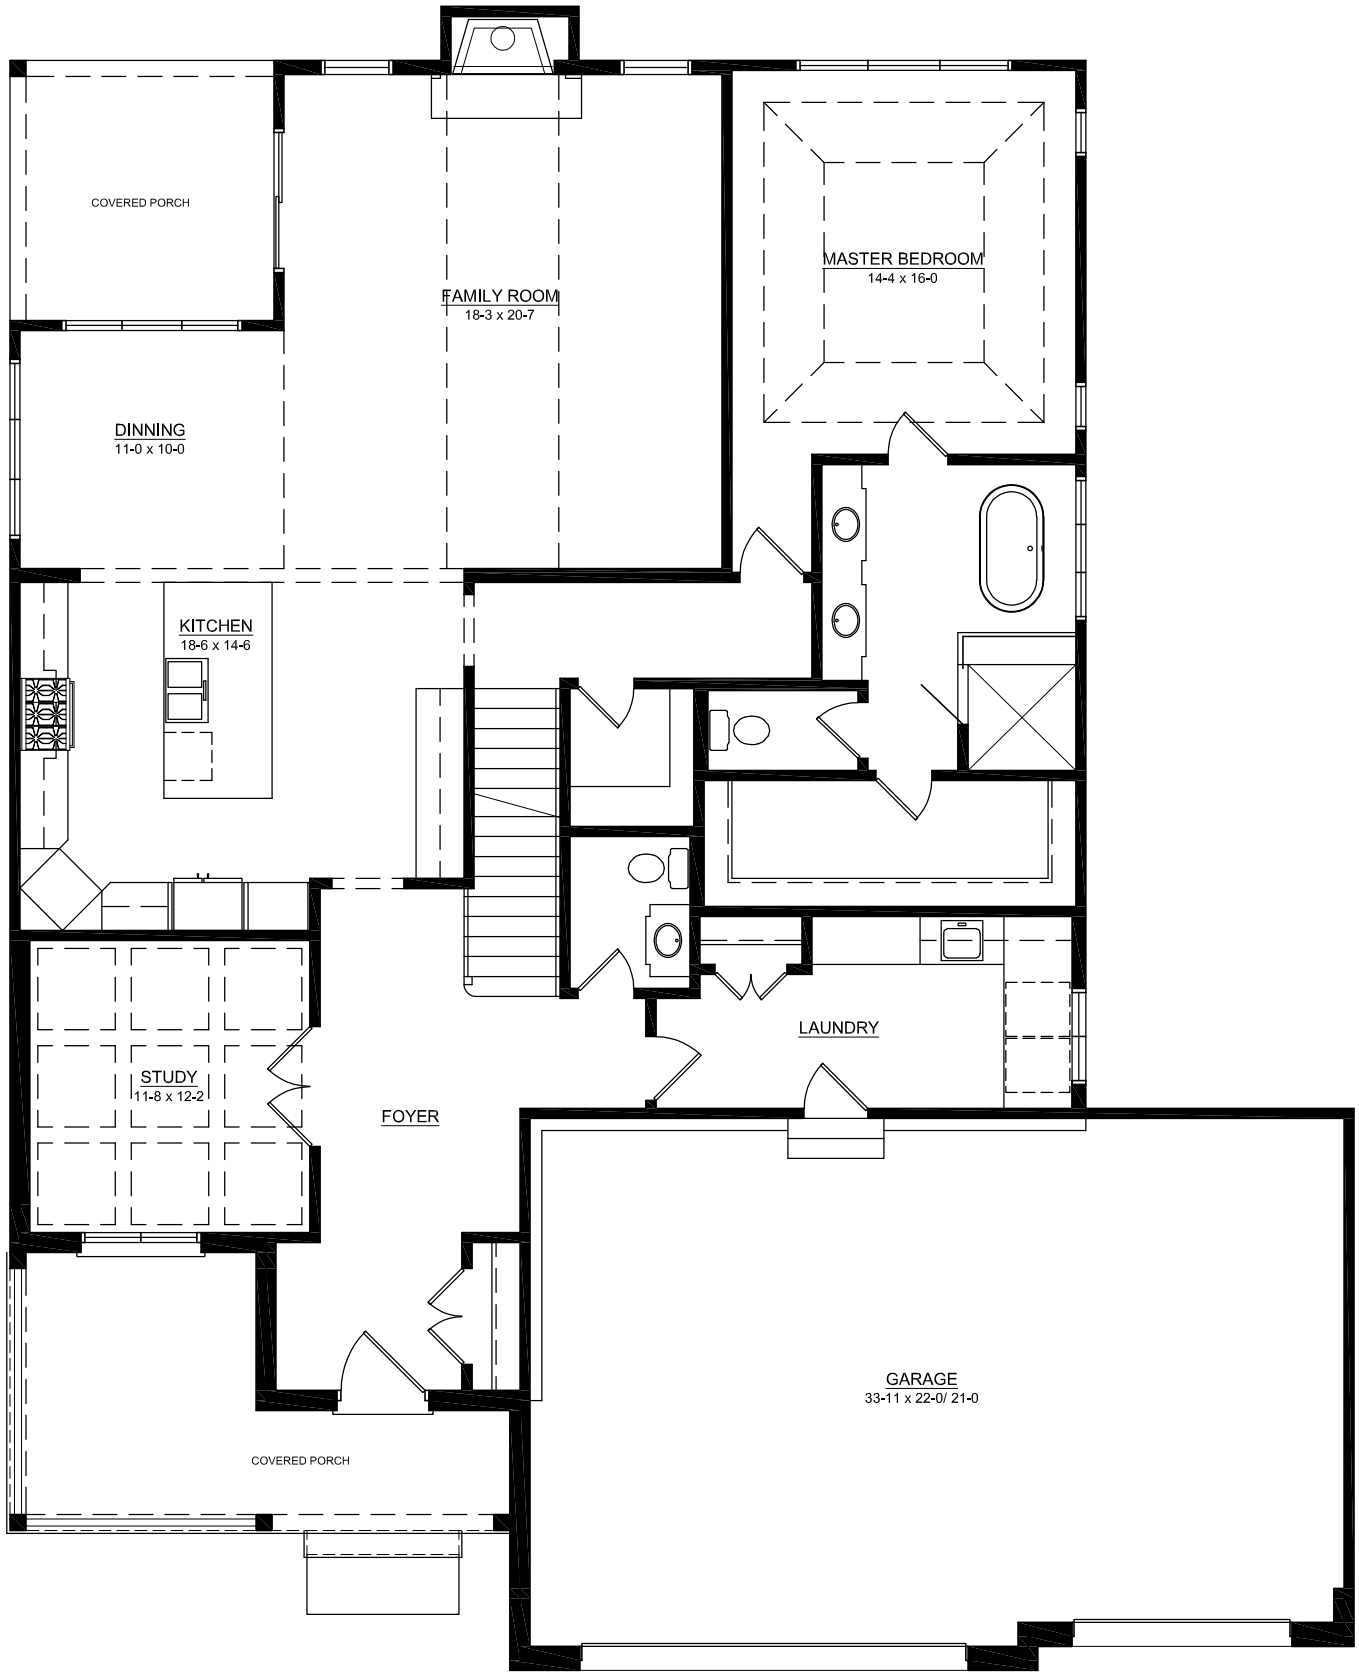 COVERED PORCH
MASTER BEDROOM
14-4 x 16-0
FAMILY ROOM
18-3 x 20-7
DINNING
11-0 x 10-0
KITCHEN
18-6 x 14-6
LAUNDRY
STUDY
11-8 x 12-2
FOYER
GARAGE
33-11 x 22-0/ 21-0
COVERED PORCH